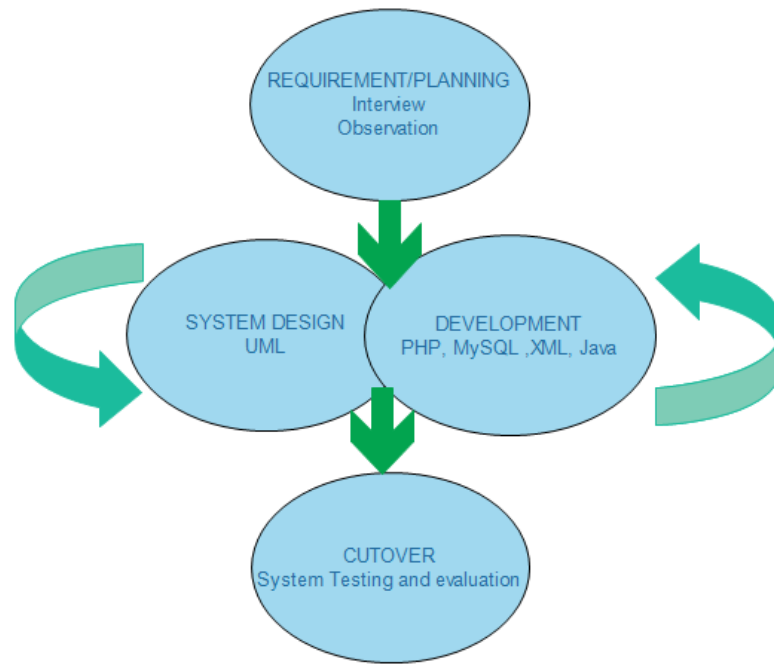 REQUIREMENT/PLANNING
Interview
Observation
SYSTEM DESIGN
UML
DEVELOPMENT
PHP, MySQL ,XML, Java
CUTOVER
System Testing and evaluation